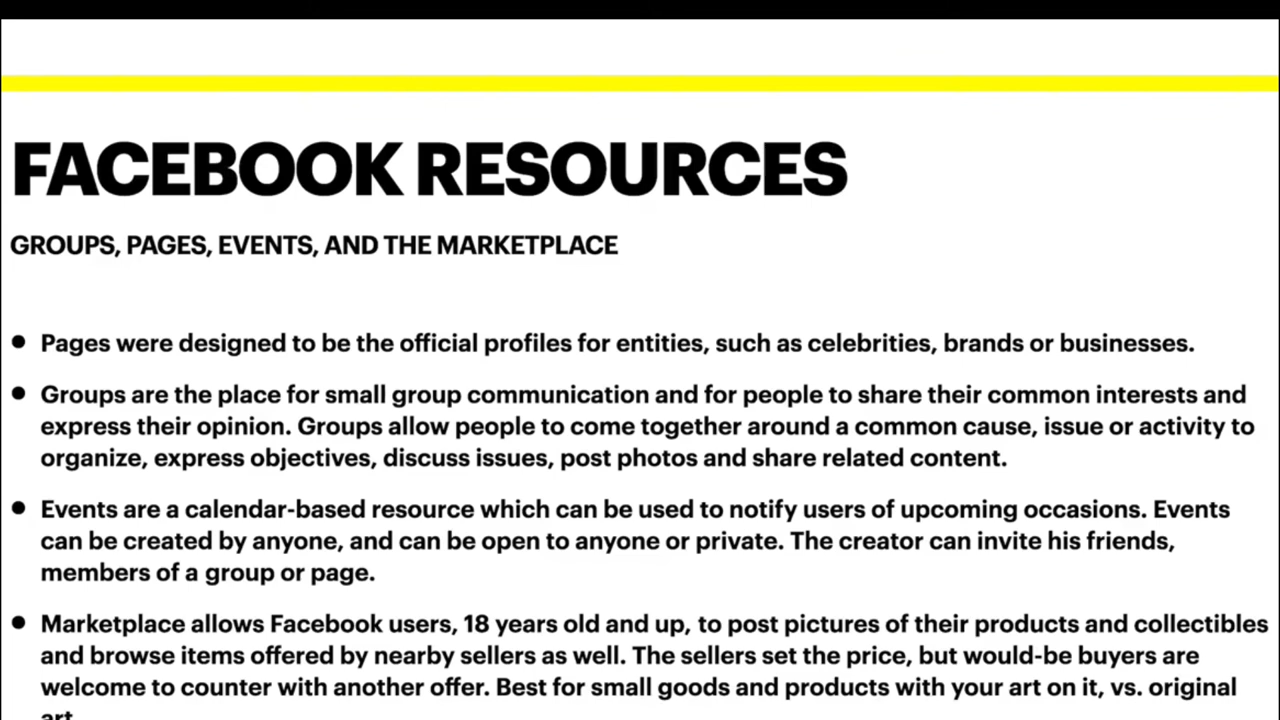 FACEBOOK RESOURCES
GROUPS, PAGES, EVENTS, AND THE MARKETPLACE
● Pages were designed to be the official profiles for entities, such as celebrities, brands or businesses.
● Groups are the place for small group communication and for people to share their common interests and
express their opinion. Groups allow people to come together around a common cause, issue or activity to
organize, express objectives, discuss issues, post photos and share related content.
● Events are a calendar-based resource which can be used to notify users of upcoming occasions. Events
can be created by anyone, and can be open to anyone or private. The creator can invite his friends,
members of a group or page.
● Marketplace allows Facebook users, 18 years old and up, to post pictures of their products and collectibles
and browse items offered by nearby sellers as well. The sellers set the price, but would-be buyers are
welcome to counter with another offer. Best for small goods and products with your art on it, vs. original
art.